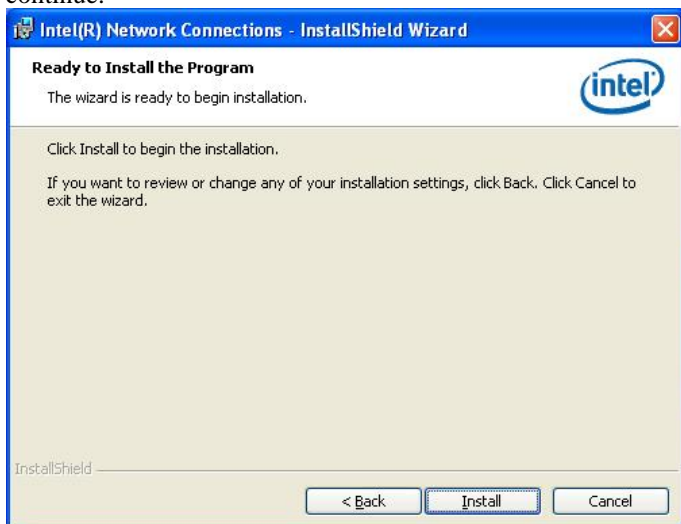 continue.
Intel(R) Network Connections - InstallShield Wizard
Ready to Install the Program
The wizard is ready to begin installation.
intel
Click Install to begin the installation.
If you want to review or change any of your installation settings, click Back. Click Cancel to
exit the wizard.
InstallShield
< Back Install Cancel